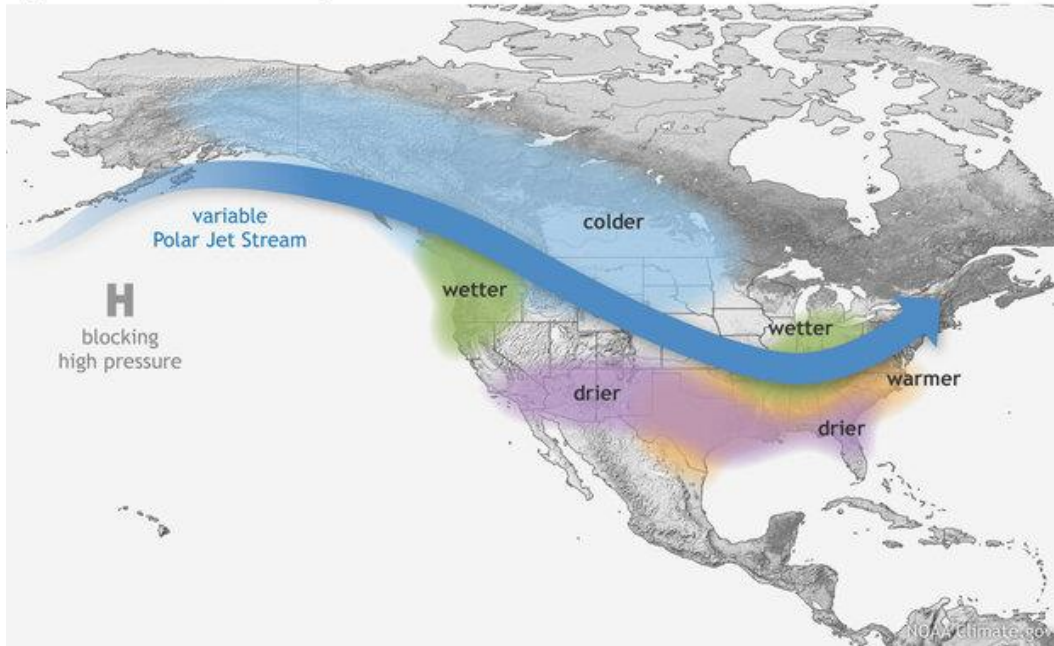 variable
Polar Jet Stream
colder
H
wetter
blocking
high pressure
wetter
warmer
drier
drier
NOAA Climate.gov